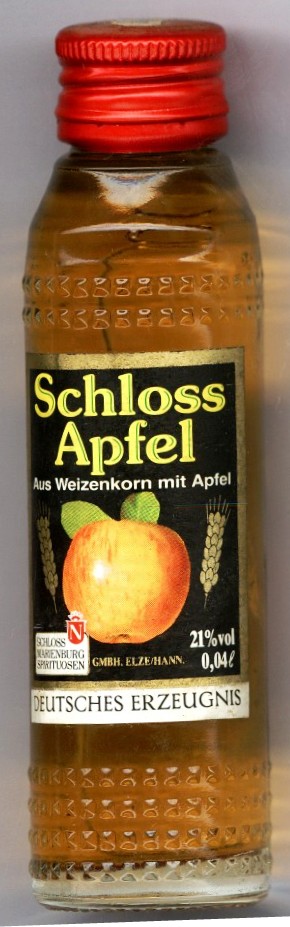 Schloss
Apfel
Aus Weizenkorn mit Apfel
N
SCHLOSS
MARIENBURG
SPIRITUOSEN
GMBH. ELZE/HANN.
21%vol
0,04ℓ
DEUTSCHES ERZEUGNIS